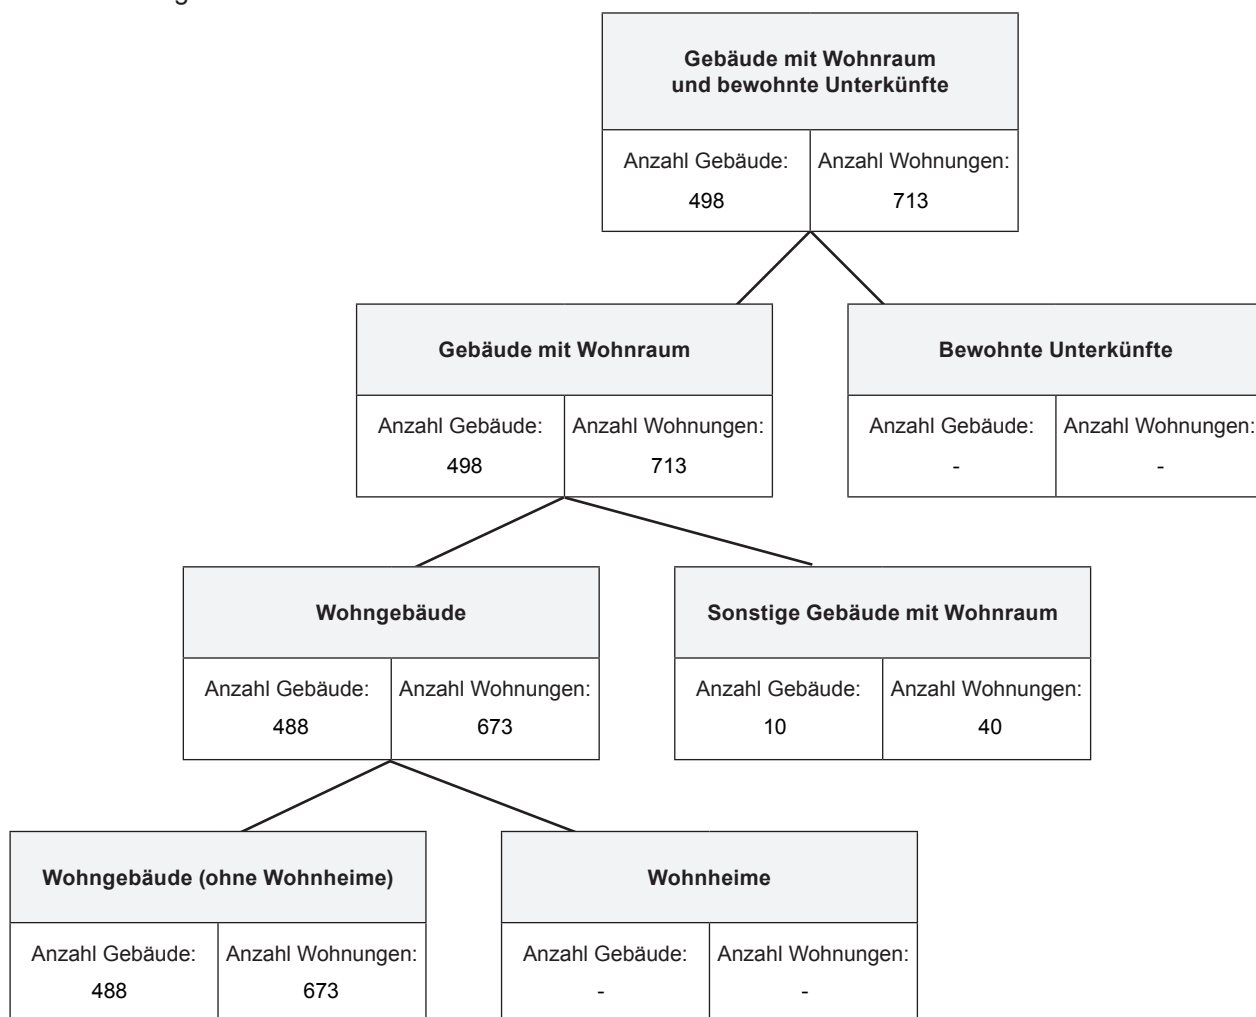 Gebäude mit Wohnraum
und bewohnte Unterkünfte
Anzahl Gebäude: Anzahl Wohnungen:
498 713
Gebäude mit Wohnraum Bewohnte Unterkünfte
Anzahl Gebäude: Anzahl Wohnungen: Anzahl Gebäude: Anzahl Wohnungen:
498 713 - -
Wohngebäude Sonstige Gebäude mit Wohnraum
Anzahl Gebäude: Anzahl Wohnungen: Anzahl Gebäude: Anzahl Wohnungen:
488 673 10 40
Wohngebäude (ohne Wohnheime) Wohnheime
Anzahl Gebäude: Anzahl Wohnungen: Anzahl Gebäude: Anzahl Wohnungen:
488 673 - -